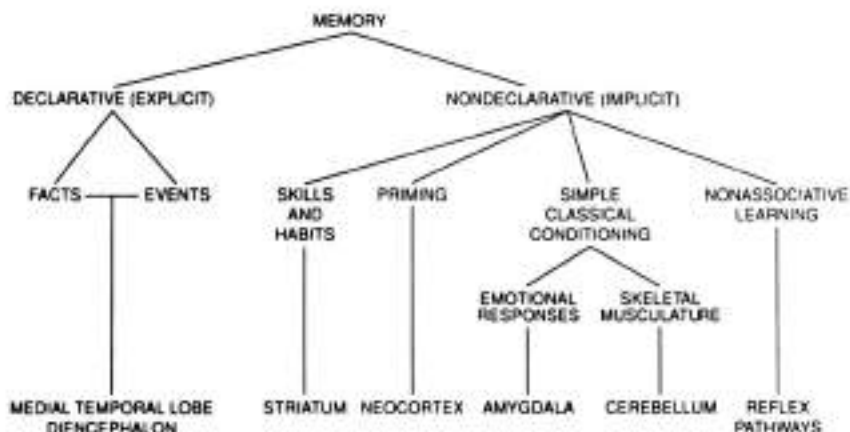 MEMORY
DECLARATIVE (EXPLICIT)
NONDECLARATIVE (IMPLICIT)
FACTS
EVENTS
SKILLS
AND
HABITS
PRIMING
SIMPLE
CLASSICAL
CONDITIONING
NONASSOCIATIVE
LEARNING
EMOTIONAL
RESPONSES
SKELETAL
MUSCULATURE
MEDIAL TEMPORAL LOBE
DIENCEPHALON
STRIATUM
NEOCORTEX
AMYGDALA
CEREBELLUM
REFLEX
PATHWAYS